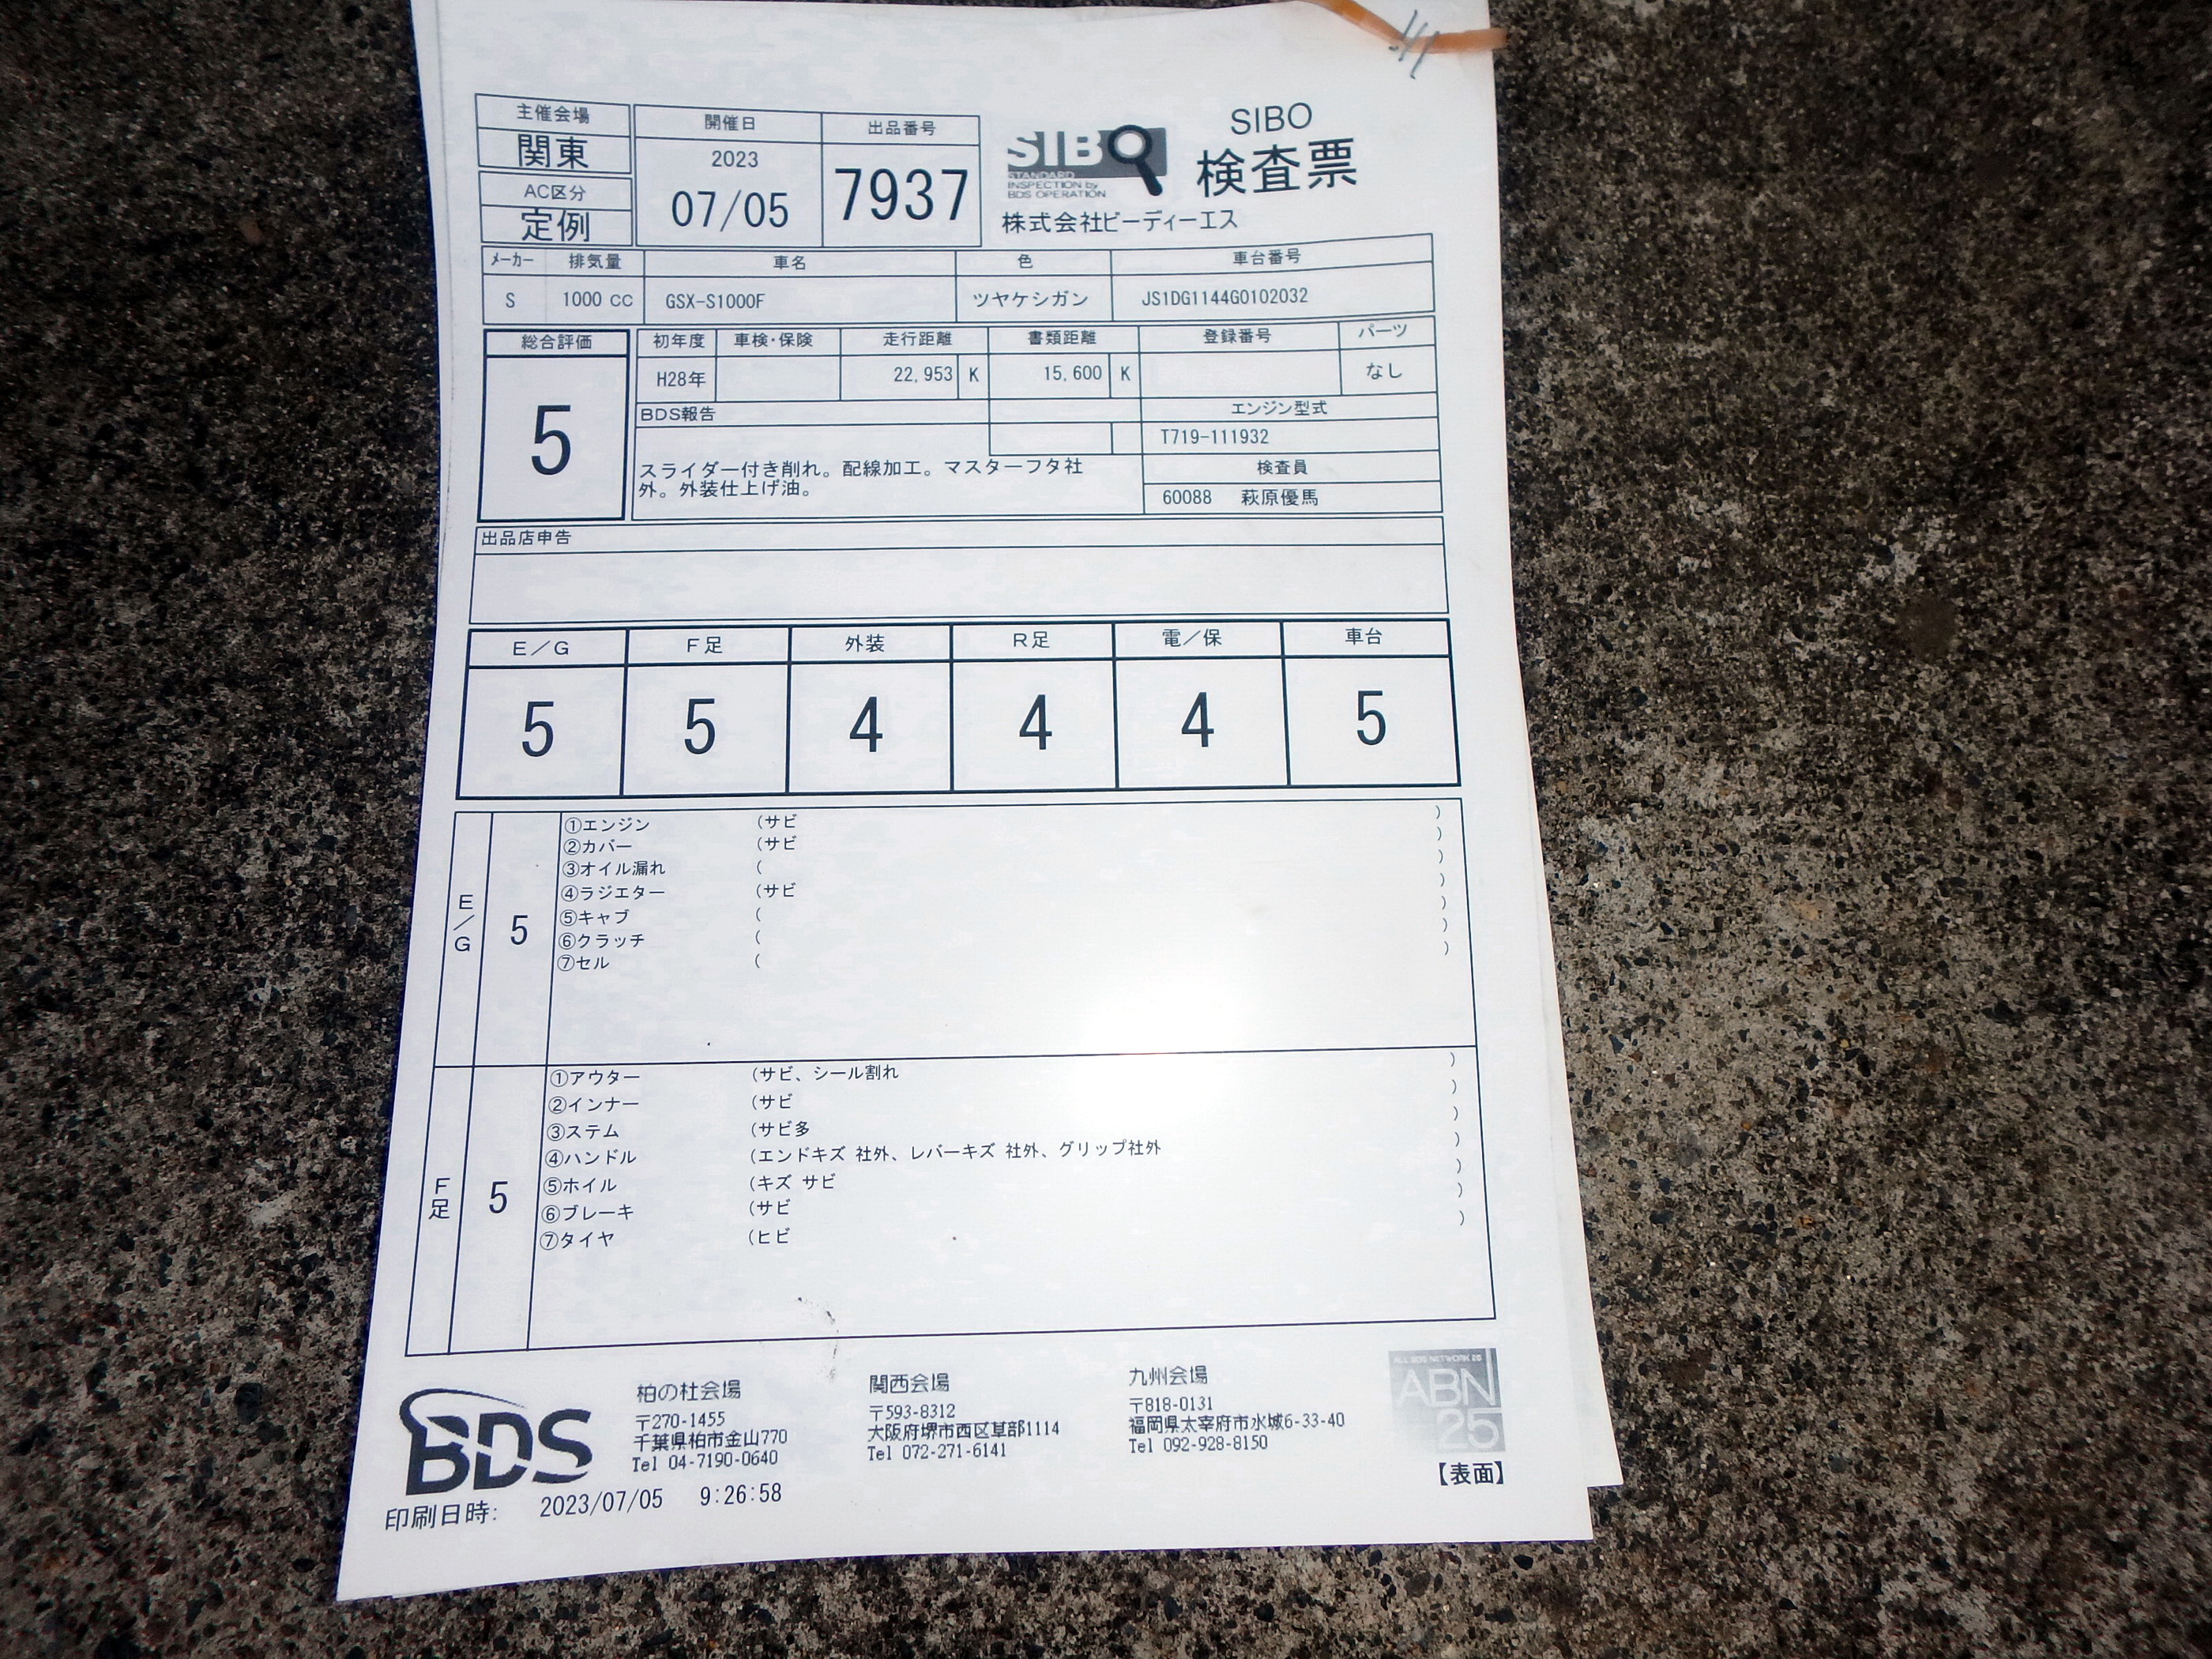 主催会場
関東
AC区分
定例
開催日
2023
07/05
出品番号
7937
SIBO
STANDARD
INSPECTION by
BDS OPERATION
SIBO
検査票
株式会社ビーディーエス
メーカー 排気量 車名 色 車台番号
S 1000 CC GSX-S1000F ツヤケシガン JS1DG1144G0102032
総合評価
5
初年度 車検・保険 走行距離 書類距離 登録番号 パーツ
H28年 22,953 K 15,600 K なし
BDS報告
エンジン型式
T719-111932
スライダー付き削れ。配線加工。マスターフタ社
外。外装仕上げ油。
検査員
60088 萩原優馬
出品店申告
E/G F足 外装 R足 電/保 車台
5 5 4 4 4 5
E/G
5
①エンジン (サビ )
②カバー (サビ )
③オイル漏れ ( )
④ラジエター (サビ )
⑤キャブ ( )
⑥クラッチ ( )
⑦セル ( )
F足
5
①アウター (サビ、シール割れ )
②インナー (サビ )
③ステム (サビ多 )
④ハンドル (エンドキズ 社外、レバーキズ 社外、グリップ社外 )
⑤ホイル (キズ サビ )
⑥ブレーキ (サビ )
⑦タイヤ (ヒビ )
BDS
柏の杜会場
〒270-1455
千葉県柏市金山770
Tel 04-7190-0640
関西会場
〒593-8312
大阪府堺市西区草部1114
Tel 072-271-6141
九州会場
〒818-0131
福岡県太宰府市水城6-33-40
Tel 092-928-8150
ALL BDS NETWORK 25
ABN
25
【表面】
印刷日時: 2023/07/05 9:26:58